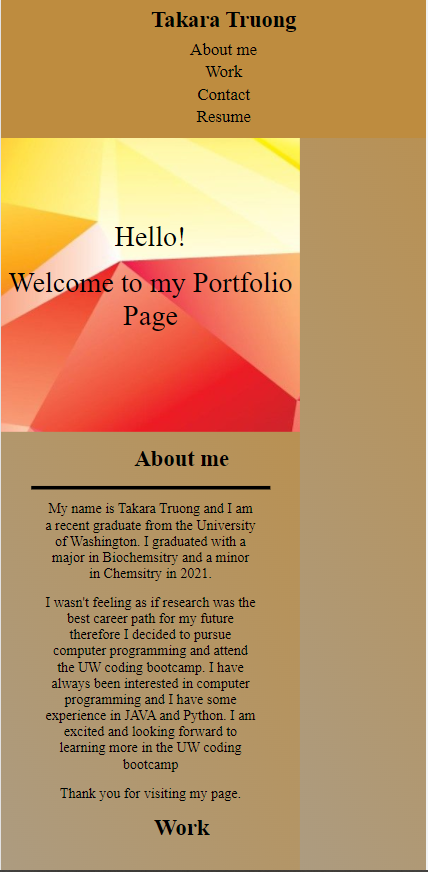 Takara Truong
About me
Work
Contact
Resume
Hello!
Welcome to my Portfolio
Page
About me
My name is Takara Truong and I am
a recent graduate from the University
of Washington. I graduated with a
major in Biochemsitry and a minor
in Chemsitry in 2021.
I wasn't feeling as if research was the
best career path for my future
therefore I decided to pursue
computer programming and attend
the UW coding bootcamp. I have
always been interested in computer
programming and I have some
experience in JAVA and Python. I am
excited and looking forward to
learning more in the UW coding
bootcamp
Thank you for visiting my page.
Work